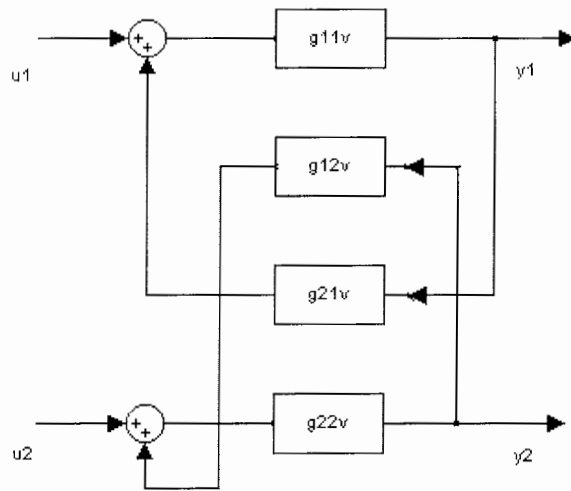 g11v
+
+
u1
y1
g12v
g21v
g22v
+
+
u2
y2